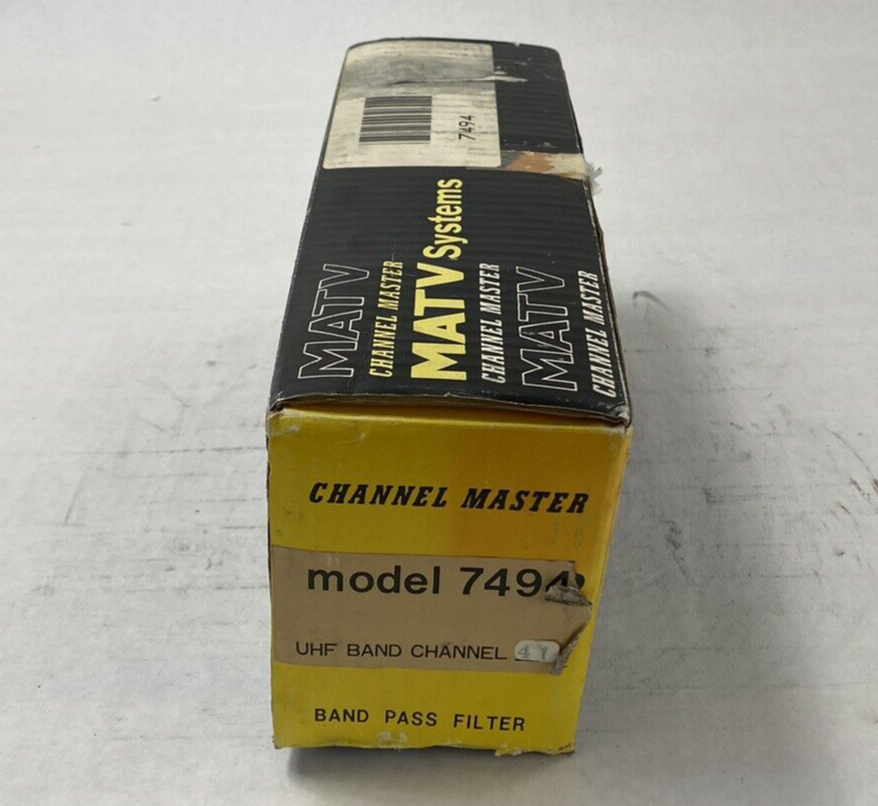 7494
MATV
CHANNEL MASTER
MATV Systems
CHANNEL MASTER
MATV
CHANNEL MASTER
CHANNEL MASTER
model 7494
UHF BAND CHANNEL
BAND PASS FILTER